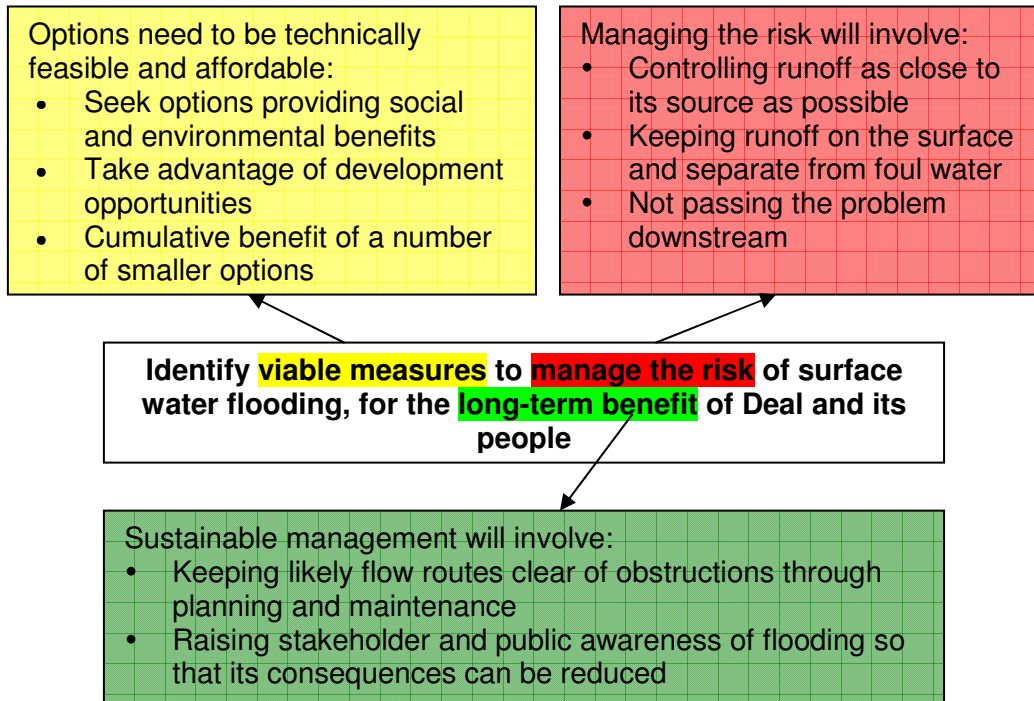 Options need to be technically
feasible and affordable:
• Seek options providing social
and environmental benefits
• Take advantage of development
opportunities
• Cumulative benefit of a number
of smaller options
Managing the risk will involve:
• Controlling runoff as close to
its source as possible
• Keeping runoff on the surface
and separate from foul water
• Not passing the problem
downstream
Identify viable measures to manage the risk of surface
water flooding, for the long-term benefit of Deal and its
people
Sustainable management will involve:
• Keeping likely flow routes clear of obstructions through
planning and maintenance
• Raising stakeholder and public awareness of flooding so
that its consequences can be reduced